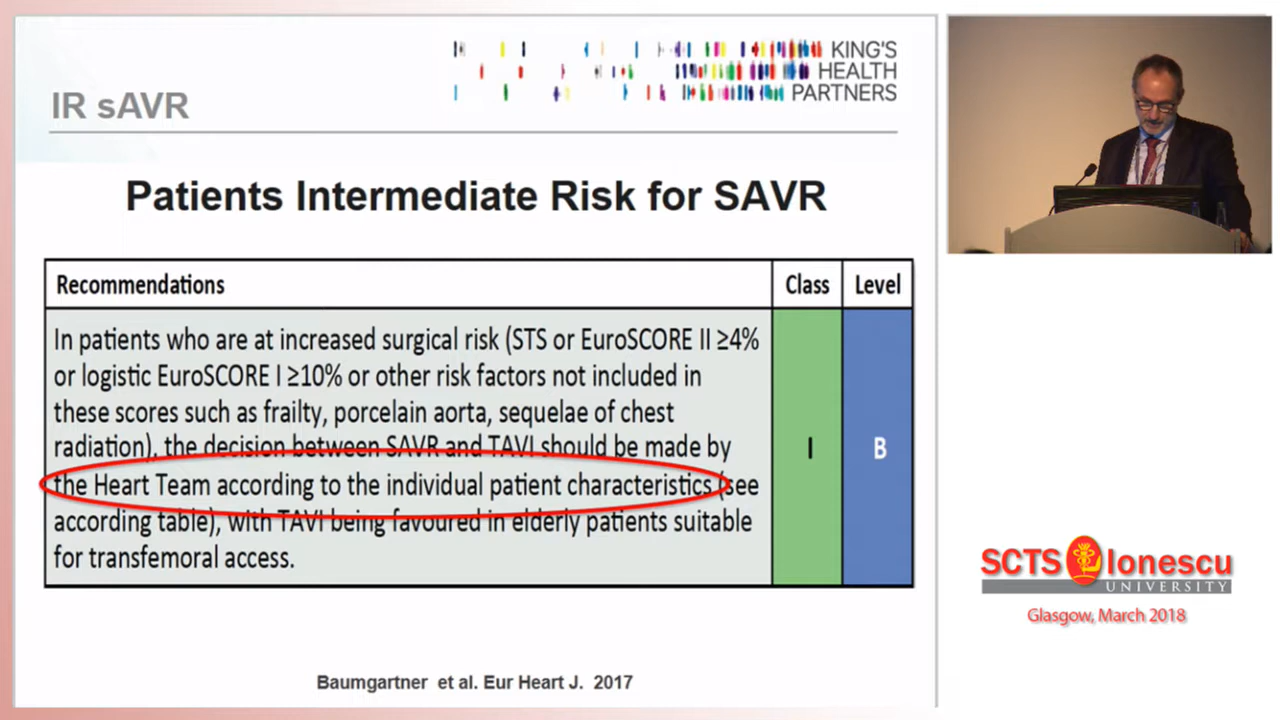 KING'S
HEALTH
PARTNERS
IR sAVR
Patients Intermediate Risk for SAVR
Recommendations Class Level
In patients who are at increased surgical risk (STS or EuroSCORE II ≥4%
or logistic EuroSCORE I ≥10% or other risk factors not included in
these scores such as frailty, porcelain aorta, sequelae of chest
radiation), the decision between SAVR and TAVI should be made by
the Heart Team according to the individual patient characteristics (see
according table), with TAVI being favoured in elderly patients suitable
for transfemoral access.
I B
Baumgartner et al. Eur Heart J. 2017
SCTS Ionescu
UNIVERSITY
Glasgow, March 2018